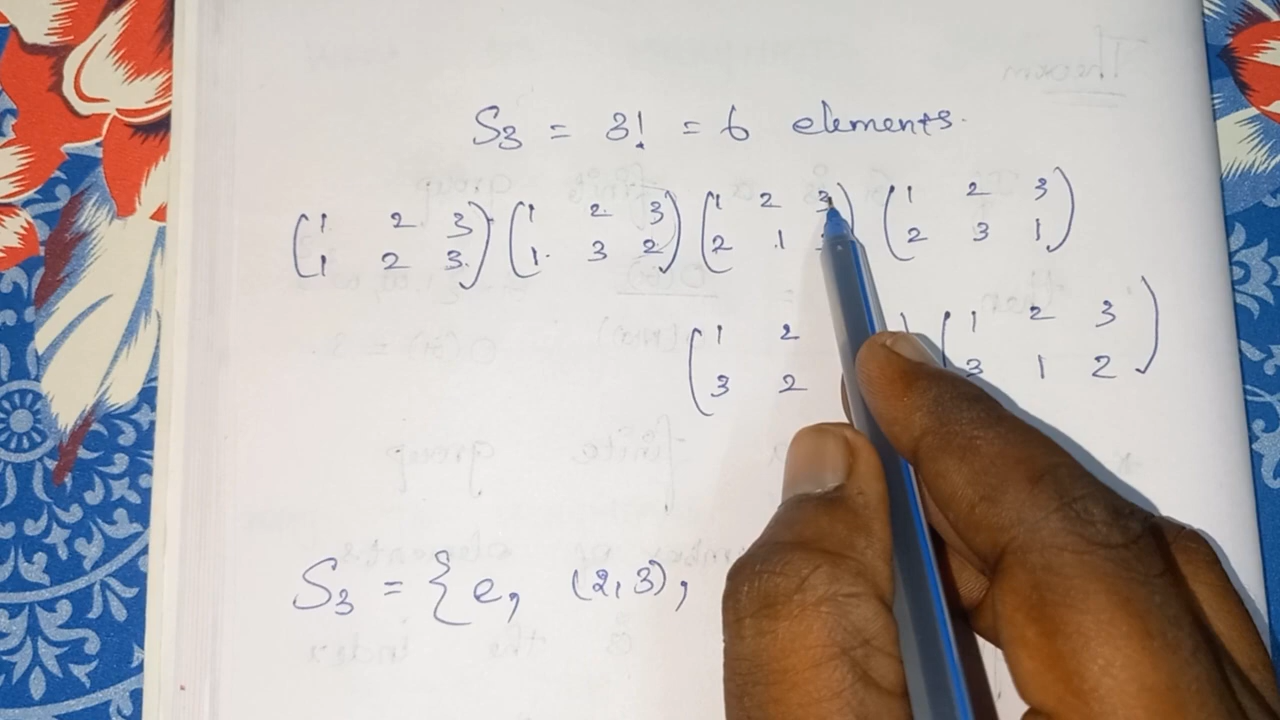 S3 = 3! = 6 elements.
(1 2 3) (1 2 3) (1 2 3) (1 2 3)
(1 2 3) (1 3 2) (2 1 ) (2 3 1)
(1 2 ) (1 2 3)
(3 2 ) (3 1 2)
S3 = {e, (2,3),